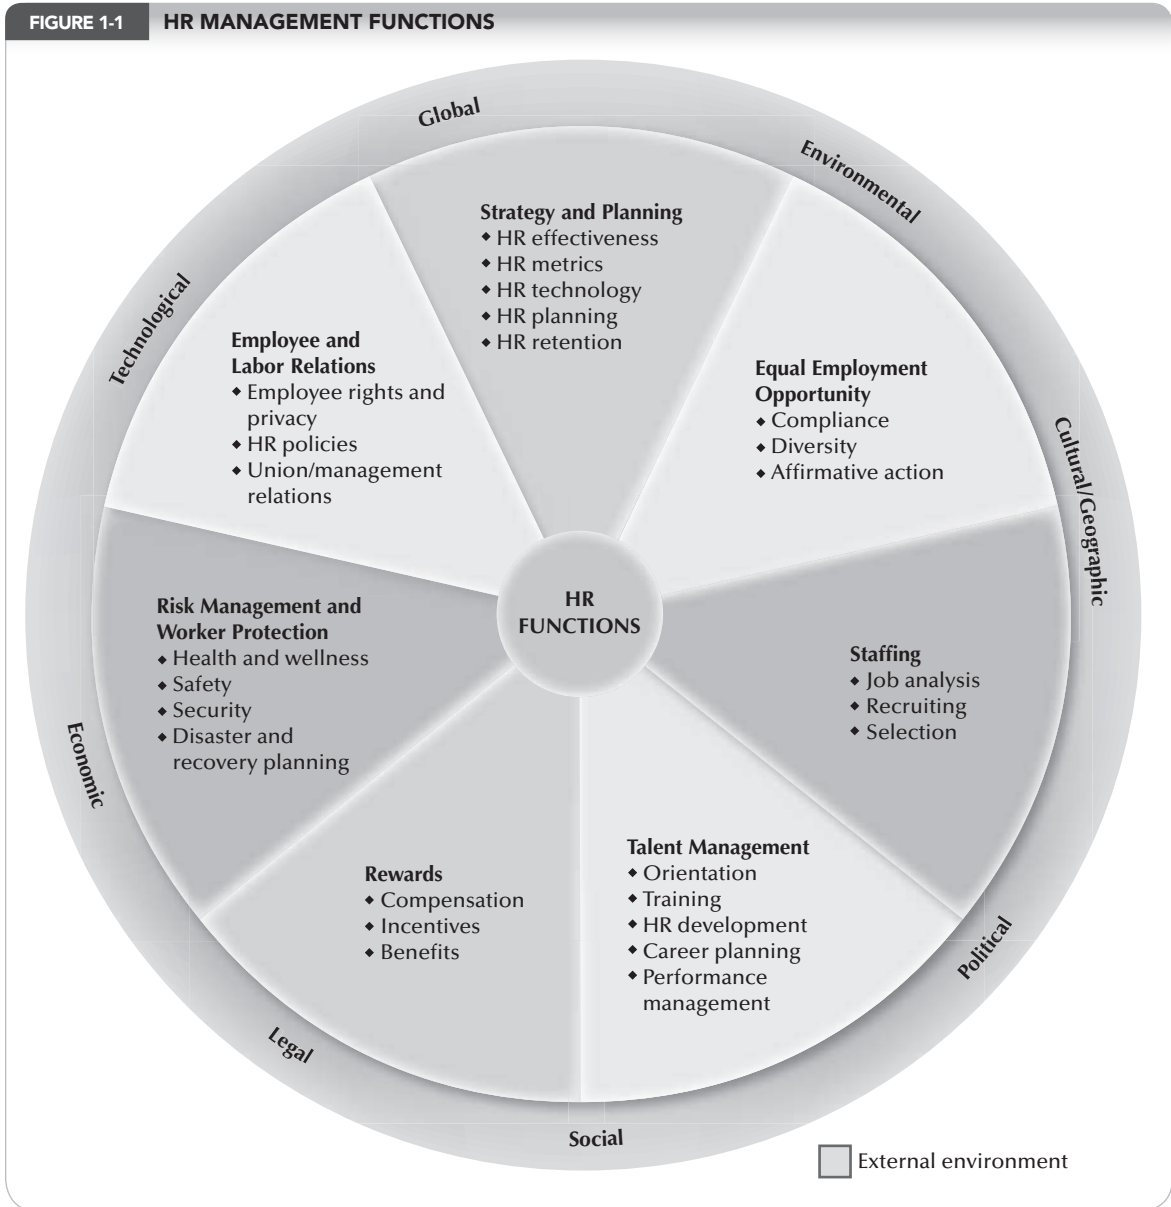 FIGURE 1-1 HR MANAGEMENT FUNCTIONS
Global
Environmental
Cultural/Geographic
Political
Social
Legal
Economic
Technological
Strategy and Planning
◆ HR effectiveness
◆ HR metrics
◆ HR technology
◆ HR planning
◆ HR retention
Equal Employment
Opportunity
◆ Compliance
◆ Diversity
◆ Affirmative action
Staffing
◆ Job analysis
◆ Recruiting
◆ Selection
Talent Management
◆ Orientation
◆ Training
◆ HR development
◆ Career planning
◆ Performance
management
Rewards
◆ Compensation
◆ Incentives
◆ Benefits
Risk Management and
Worker Protection
◆ Health and wellness
◆ Safety
◆ Security
◆ Disaster and
recovery planning
Employee and
Labor Relations
◆ Employee rights and
privacy
◆ HR policies
◆ Union/management
relations
HR
FUNCTIONS
External environment